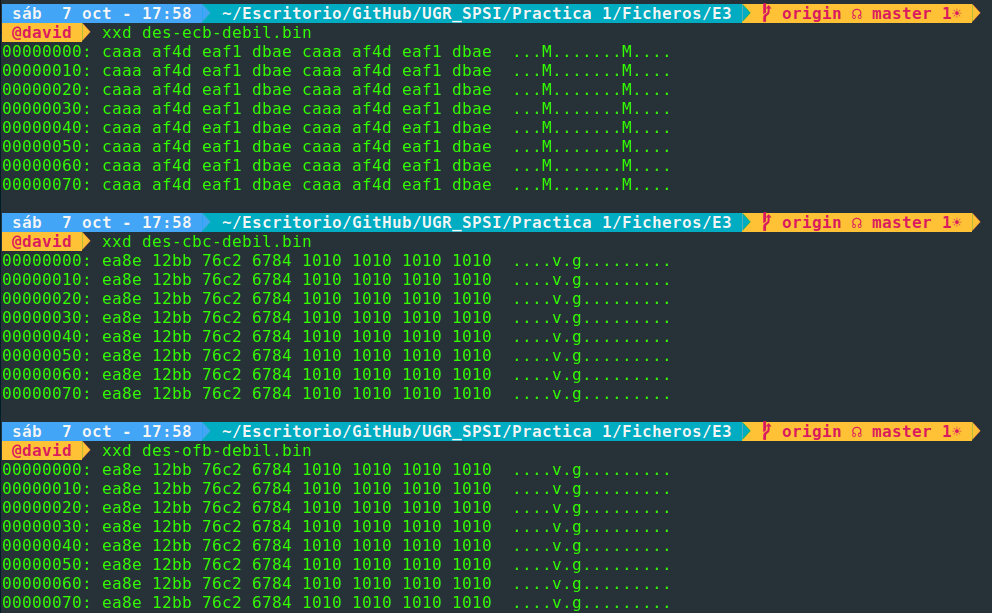 sáb  7 oct - 17:58  ~/Escritorio/GitHub/UGR_SPSI/Practica 1/Ficheros/E3  origin ☊ master 1☀
@david  xxd des-ecb-debil.bin
00000000: caaa af4d eaf1 dbae caaa af4d eaf1 dbae  ...M.......M....
00000010: caaa af4d eaf1 dbae caaa af4d eaf1 dbae  ...M.......M....
00000020: caaa af4d eaf1 dbae caaa af4d eaf1 dbae  ...M.......M....
00000030: caaa af4d eaf1 dbae caaa af4d eaf1 dbae  ...M.......M....
00000040: caaa af4d eaf1 dbae caaa af4d eaf1 dbae  ...M.......M....
00000050: caaa af4d eaf1 dbae caaa af4d eaf1 dbae  ...M.......M....
00000060: caaa af4d eaf1 dbae caaa af4d eaf1 dbae  ...M.......M....
00000070: caaa af4d eaf1 dbae caaa af4d eaf1 dbae  ...M.......M....
sáb  7 oct - 17:58  ~/Escritorio/GitHub/UGR_SPSI/Practica 1/Ficheros/E3  origin ☊ master 1☀
@david  xxd des-cbc-debil.bin
00000000: ea8e 12bb 76c2 6784 1010 1010 1010 1010  ....v.g.........
00000010: ea8e 12bb 76c2 6784 1010 1010 1010 1010  ....v.g.........
00000020: ea8e 12bb 76c2 6784 1010 1010 1010 1010  ....v.g.........
00000030: ea8e 12bb 76c2 6784 1010 1010 1010 1010  ....v.g.........
00000040: ea8e 12bb 76c2 6784 1010 1010 1010 1010  ....v.g.........
00000050: ea8e 12bb 76c2 6784 1010 1010 1010 1010  ....v.g.........
00000060: ea8e 12bb 76c2 6784 1010 1010 1010 1010  ....v.g.........
00000070: ea8e 12bb 76c2 6784 1010 1010 1010 1010  ....v.g.........
sáb  7 oct - 17:58  ~/Escritorio/GitHub/UGR_SPSI/Practica 1/Ficheros/E3  origin ☊ master 1☀
@david  xxd des-ofb-debil.bin
00000000: ea8e 12bb 76c2 6784 1010 1010 1010 1010  ....v.g.........
00000010: ea8e 12bb 76c2 6784 1010 1010 1010 1010  ....v.g.........
00000020: ea8e 12bb 76c2 6784 1010 1010 1010 1010  ....v.g.........
00000030: ea8e 12bb 76c2 6784 1010 1010 1010 1010  ....v.g.........
00000040: ea8e 12bb 76c2 6784 1010 1010 1010 1010  ....v.g.........
00000050: ea8e 12bb 76c2 6784 1010 1010 1010 1010  ....v.g.........
00000060: ea8e 12bb 76c2 6784 1010 1010 1010 1010  ....v.g.........
00000070: ea8e 12bb 76c2 6784 1010 1010 1010 1010  ....v.g.........